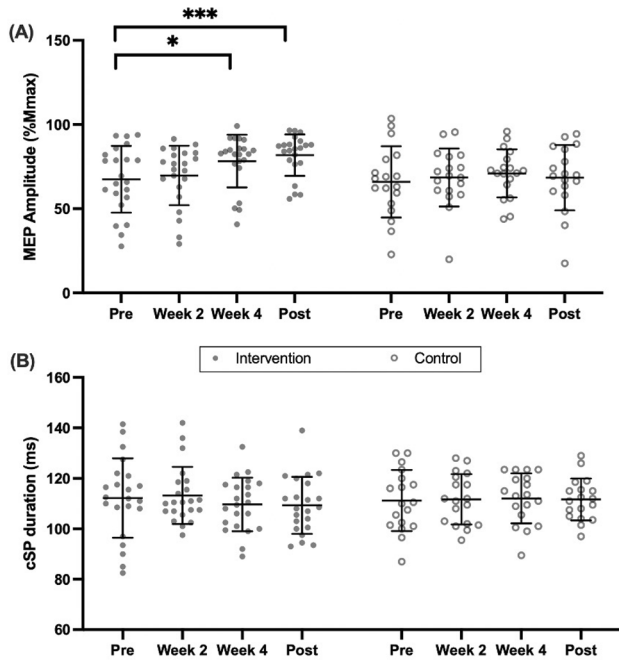 (A)
***
*
MEP Amplitude (%Mmax)
150
100
50
0
Pre Week 2 Week 4 Post Pre Week 2 Week 4 Post
(B)
Intervention Control
cSP duration (ms)
160
140
120
100
80
60
Pre Week 2 Week 4 Post Pre Week 2 Week 4 Post